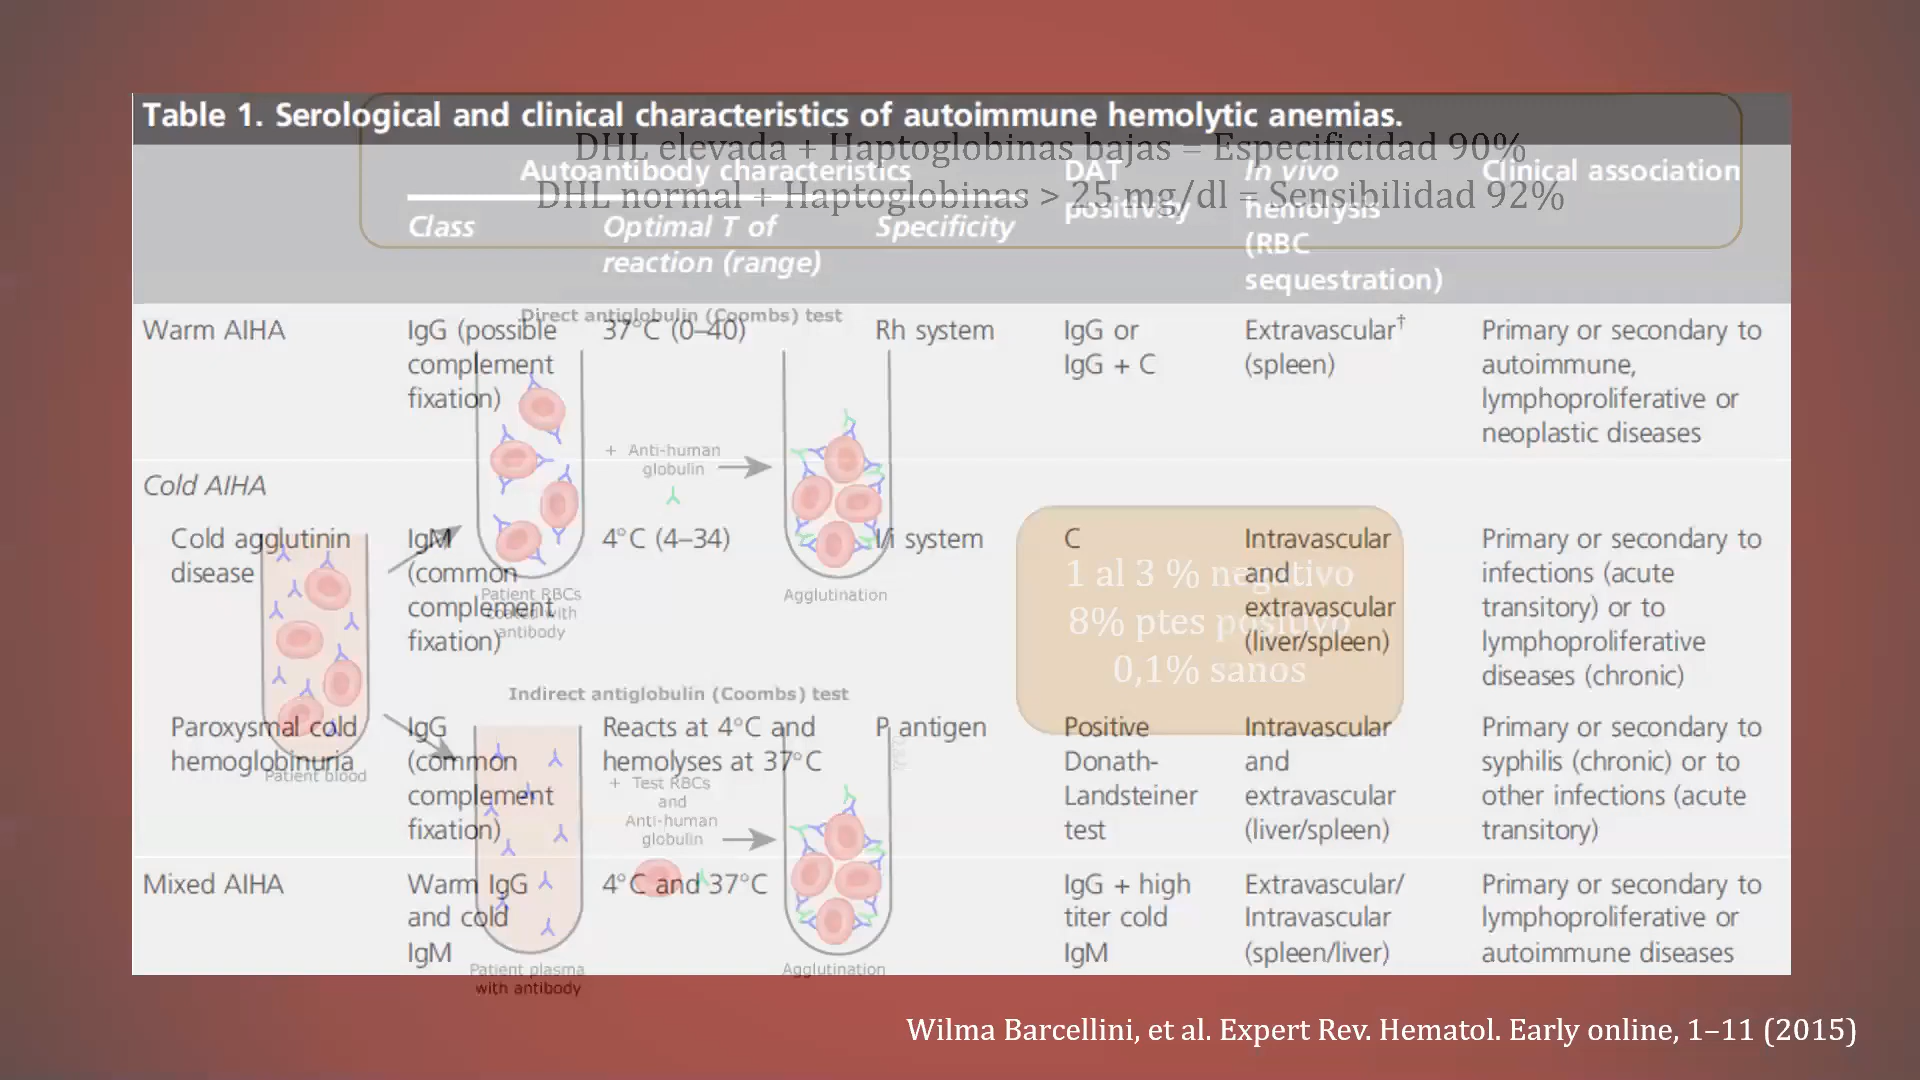 Table 1. Serological and clinical characteristics of autoimmune hemolytic anemias.
DHL elevada + Haptoglobinas bajas = Especificidad 90%
DHL normal + Haptoglobinas > 25 mg/dl = Sensibilidad 92%
Autoantibody characteristics
DAT
positivity
In vivo
hemolysis
(RBC
sequestration)
Clinical association
Class
Optimal T of
reaction (range)
Specificity
Direct antiglobulin (Coombs) test
Warm AIHA
IgG (possible
complement
fixation)
37°C (0–40)
Rh system
IgG or
IgG + C
Extravascular†
(spleen)
Primary or secondary to
autoimmune,
lymphoproliferative or
neoplastic diseases
+ Anti-human
globulin
Cold AIHA
Cold agglutinin
disease
IgM
(common
complement
fixation)
4°C (4–34)
I/i system
C
Intravascular
and
extravascular
(liver/spleen)
Primary or secondary to
infections (acute
transitory) or to
lymphoproliferative
diseases (chronic)
Patient RBCs
coated with
antibody
Agglutination
1 al 3 % negativo
8% ptes positivo
0,1% sanos
Indirect antiglobulin (Coombs) test
Paroxysmal cold
hemoglobinuria
IgG
(common
complement
fixation)
Reacts at 4°C and
hemolyses at 37°C
P antigen
Positive
Donath-
Landsteiner
test
Intravascular
and
extravascular
(liver/spleen)
Primary or secondary to
syphilis (chronic) or to
other infections (acute
transitory)
Patient blood
+ Test RBCs
and
Anti-human
globulin
Mixed AIHA
Warm IgG
and cold
IgM
4°C and 37°C
IgG + high
titer cold
IgM
Extravascular/
Intravascular
(spleen/liver)
Primary or secondary to
lymphoproliferative or
autoimmune diseases
Patient plasma
with antibody
Agglutination
Wilma Barcellini, et al. Expert Rev. Hematol. Early online, 1–11 (2015)